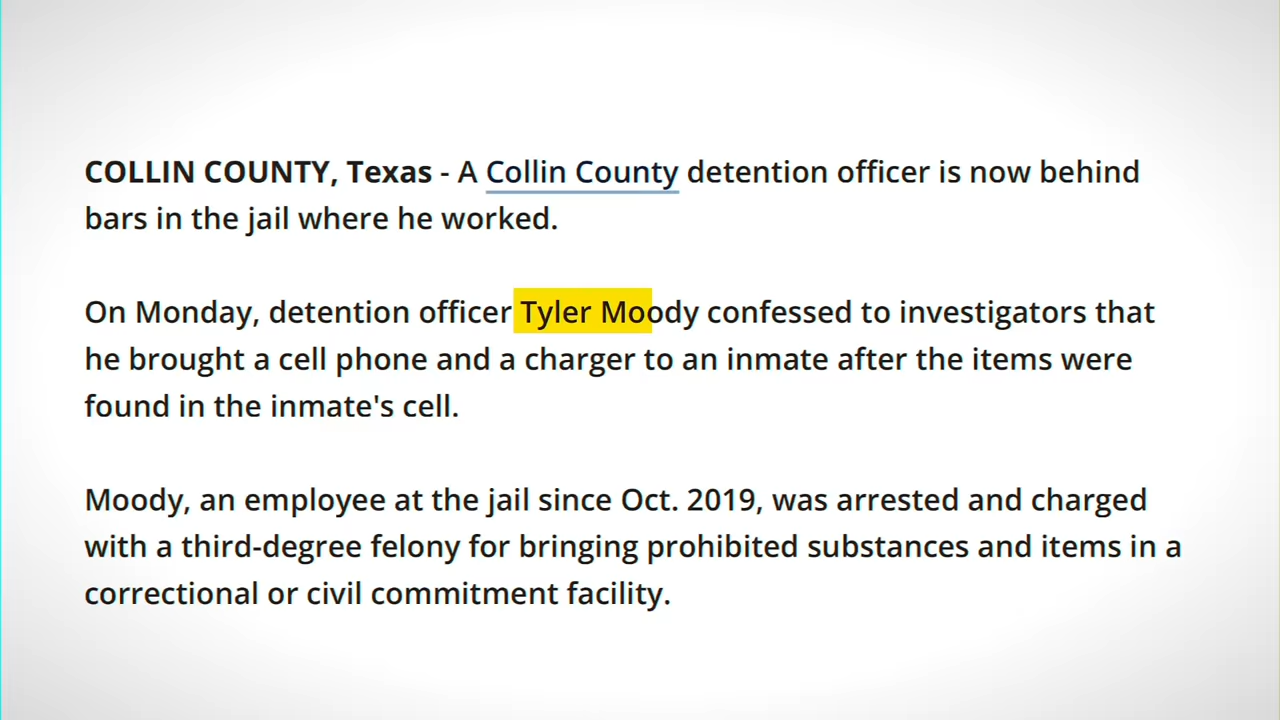 COLLIN COUNTY, Texas - A Collin County detention officer is now behind
bars in the jail where he worked.
On Monday, detention officer Tyler Moody confessed to investigators that
he brought a cell phone and a charger to an inmate after the items were
found in the inmate's cell.
Moody, an employee at the jail since Oct. 2019, was arrested and charged
with a third-degree felony for bringing prohibited substances and items in a
correctional or civil commitment facility.